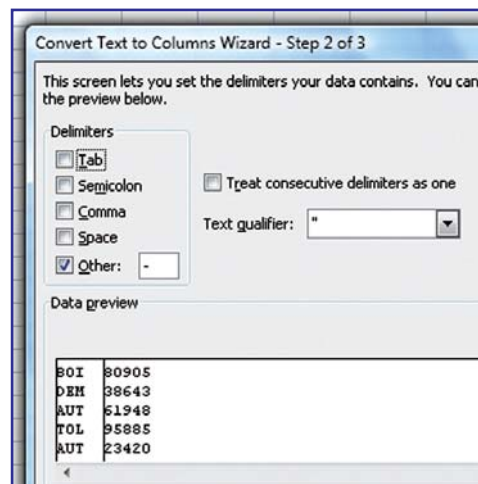 Convert Text to Columns Wizard - Step 2 of 3
This screen lets you set the delimiters your data contains. You can
the preview below.
Delimiters
Tab
Semicolon
Comma
Space
Other: -
Treat consecutive delimiters as one
Text qualifier: "
Data preview
BOI 80905
DEM 38643
AUT 61948
TOL 95885
AUT 23420